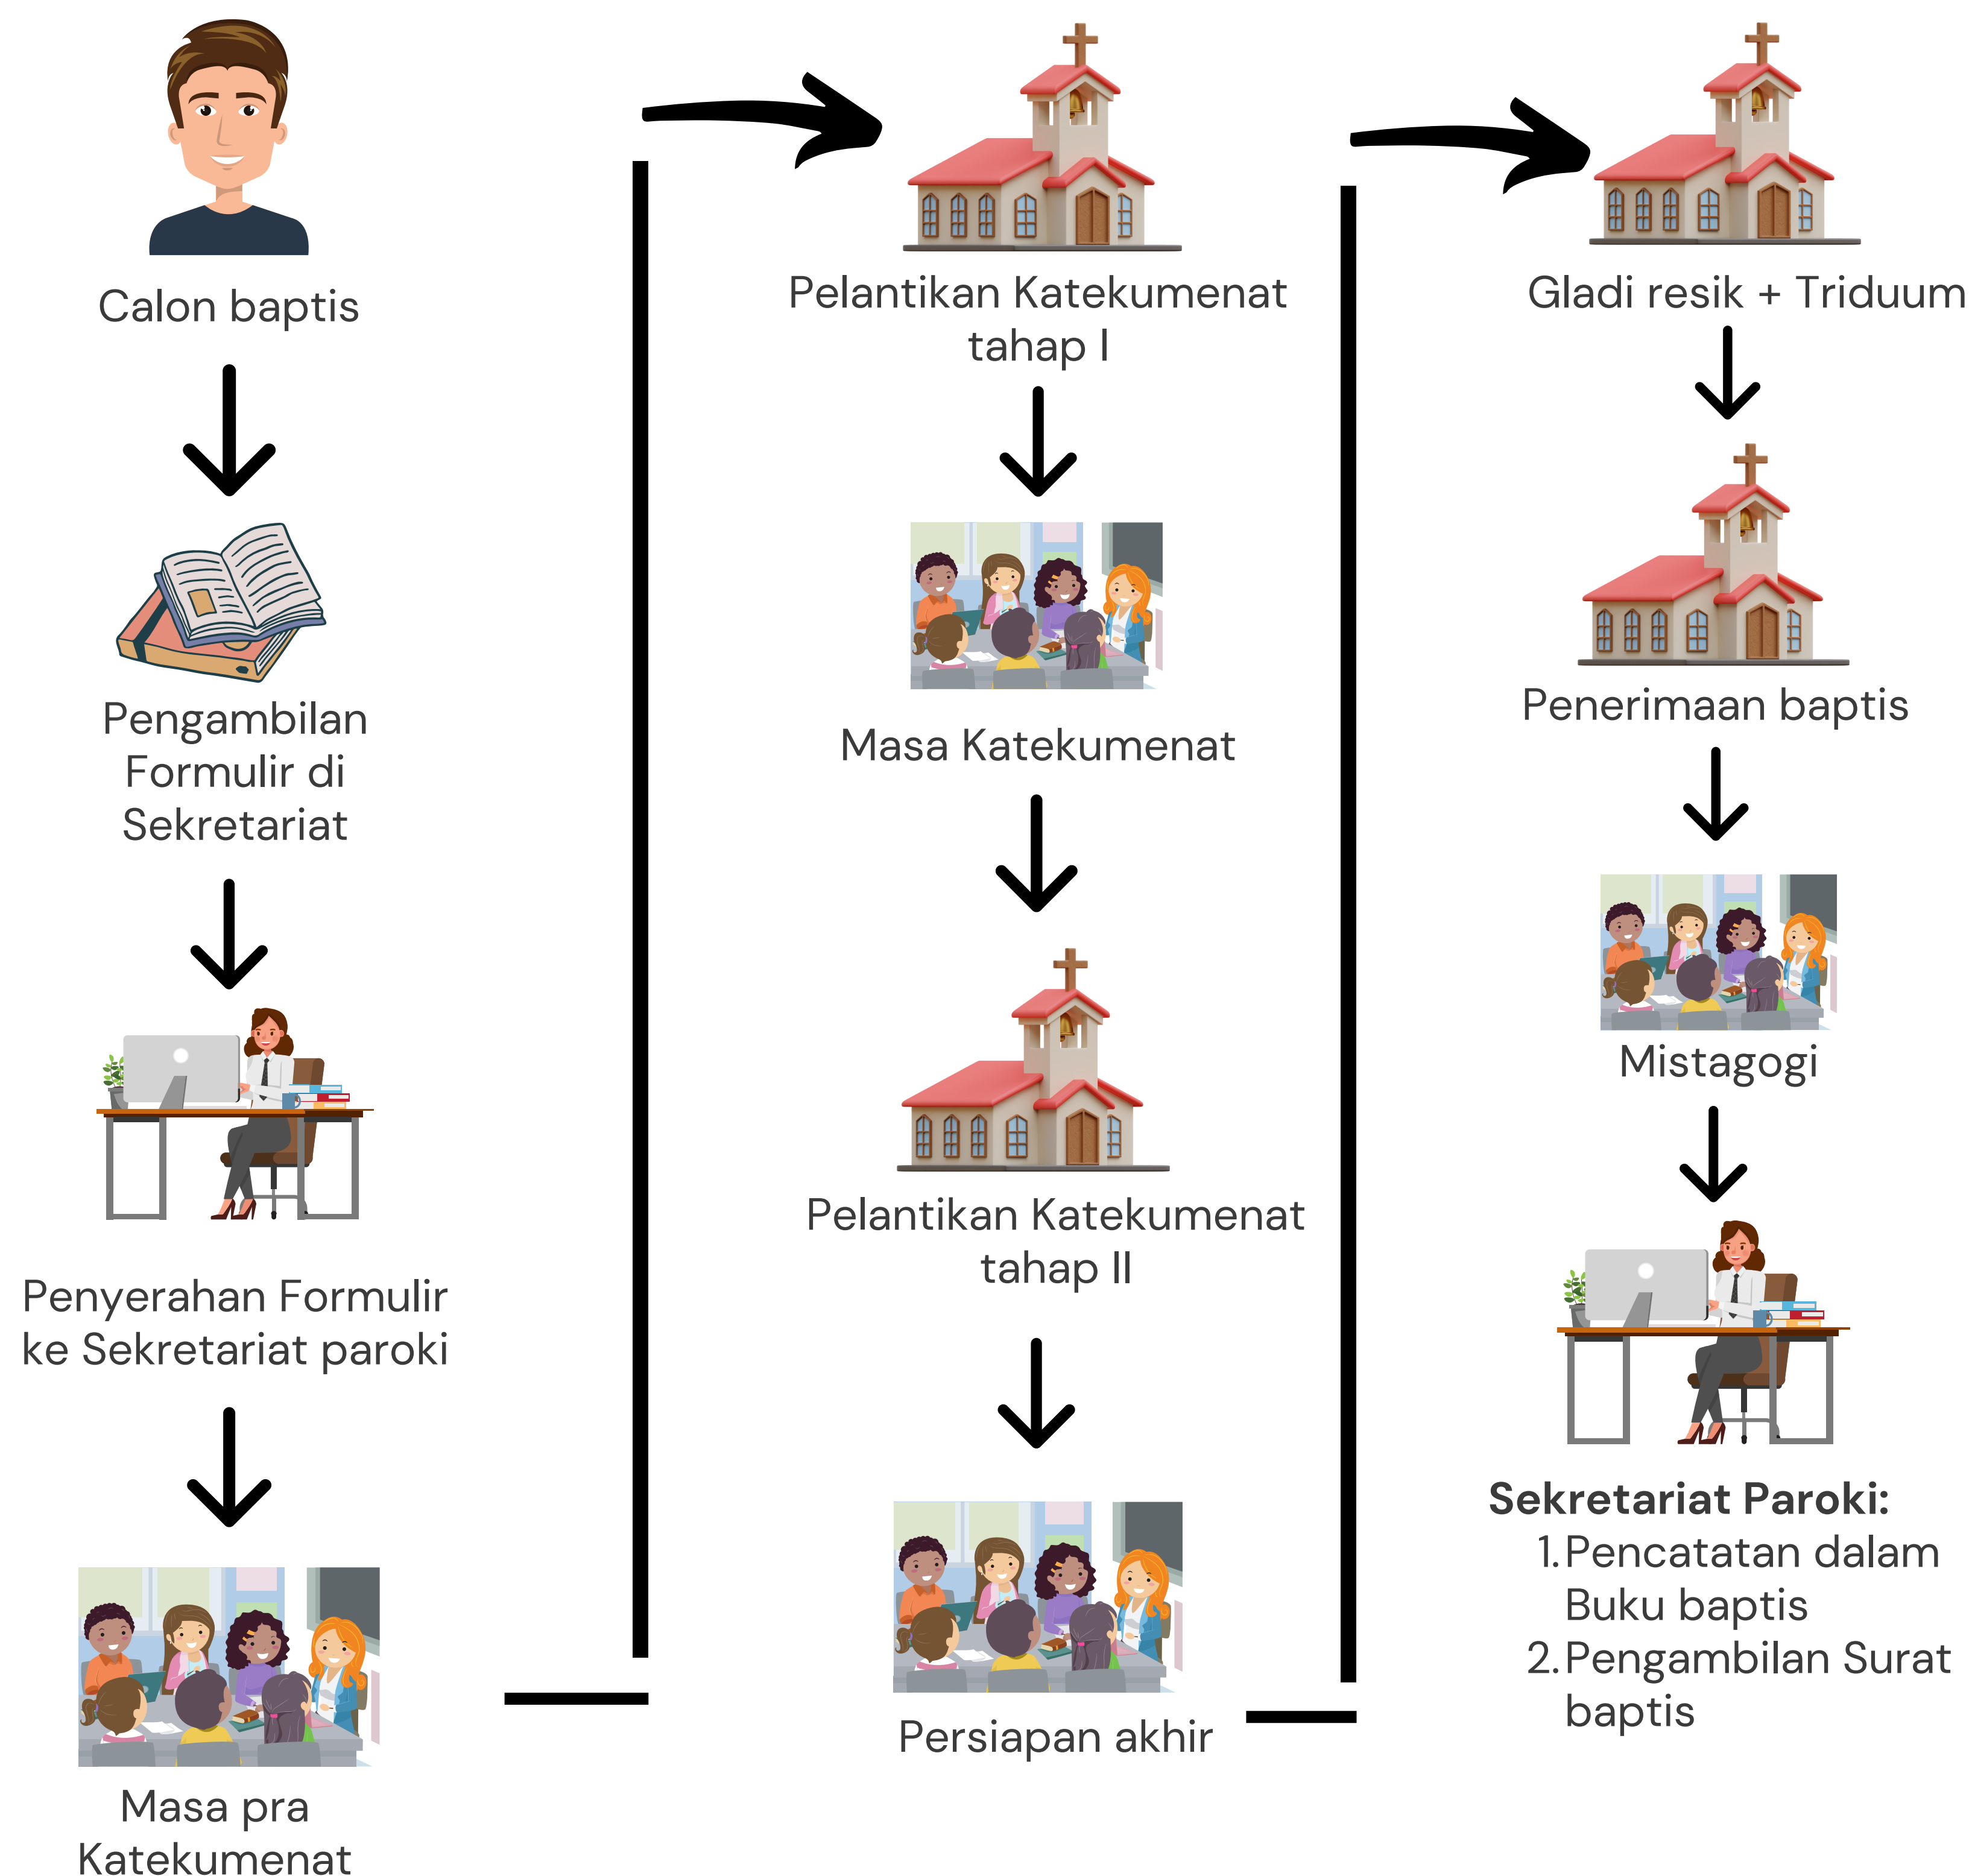 Calon baptis
Pengambilan
Formulir di
Sekretariat
Penyerahan Formulir
ke Sekretariat paroki
Masa pra
Katekumenat
Pelantikan Katekumenat
tahap I
Masa Katekumenat
Pelantikan Katekumenat
tahap II
Persiapan akhir
Gladi resik + Triduum
Penerimaan baptis
Mistagogi
Sekretariat Paroki:
1. Pencatatan dalam
Buku baptis
2. Pengambilan Surat
baptis